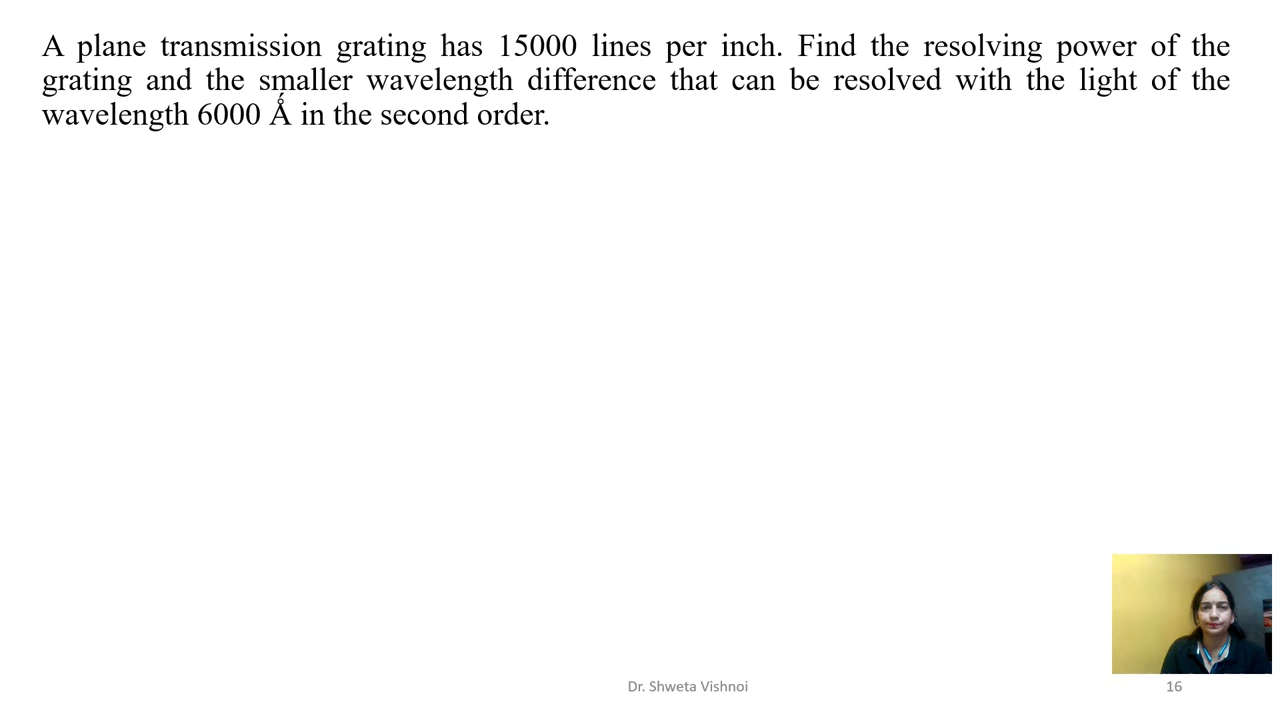 A plane transmission grating has 15000 lines per inch. Find the resolving power of the
grating and the smaller wavelength difference that can be resolved with the light of the
wavelength 6000 Ǻ in the second order.
Dr. Shweta Vishnoi
16